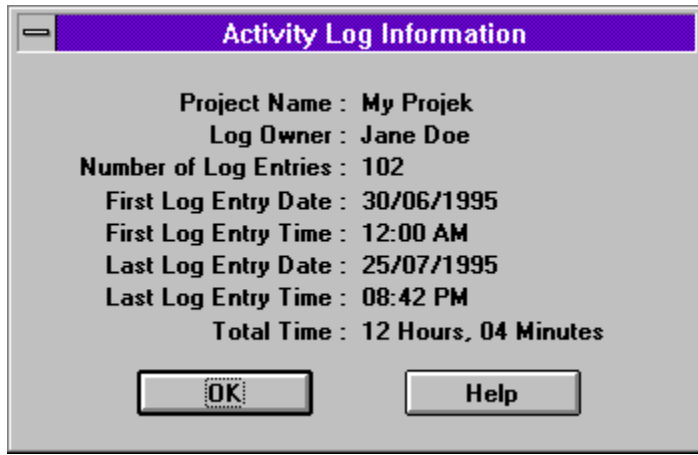 Activity Log Information
Project Name : My Projek
Log Owner : Jane Doe
Number of Log Entries : 102
First Log Entry Date : 30/06/1995
First Log Entry Time : 12:00 AM
Last Log Entry Date : 25/07/1995
Last Log Entry Time : 08:42 PM
Total Time : 12 Hours, 04 Minutes
OK Help